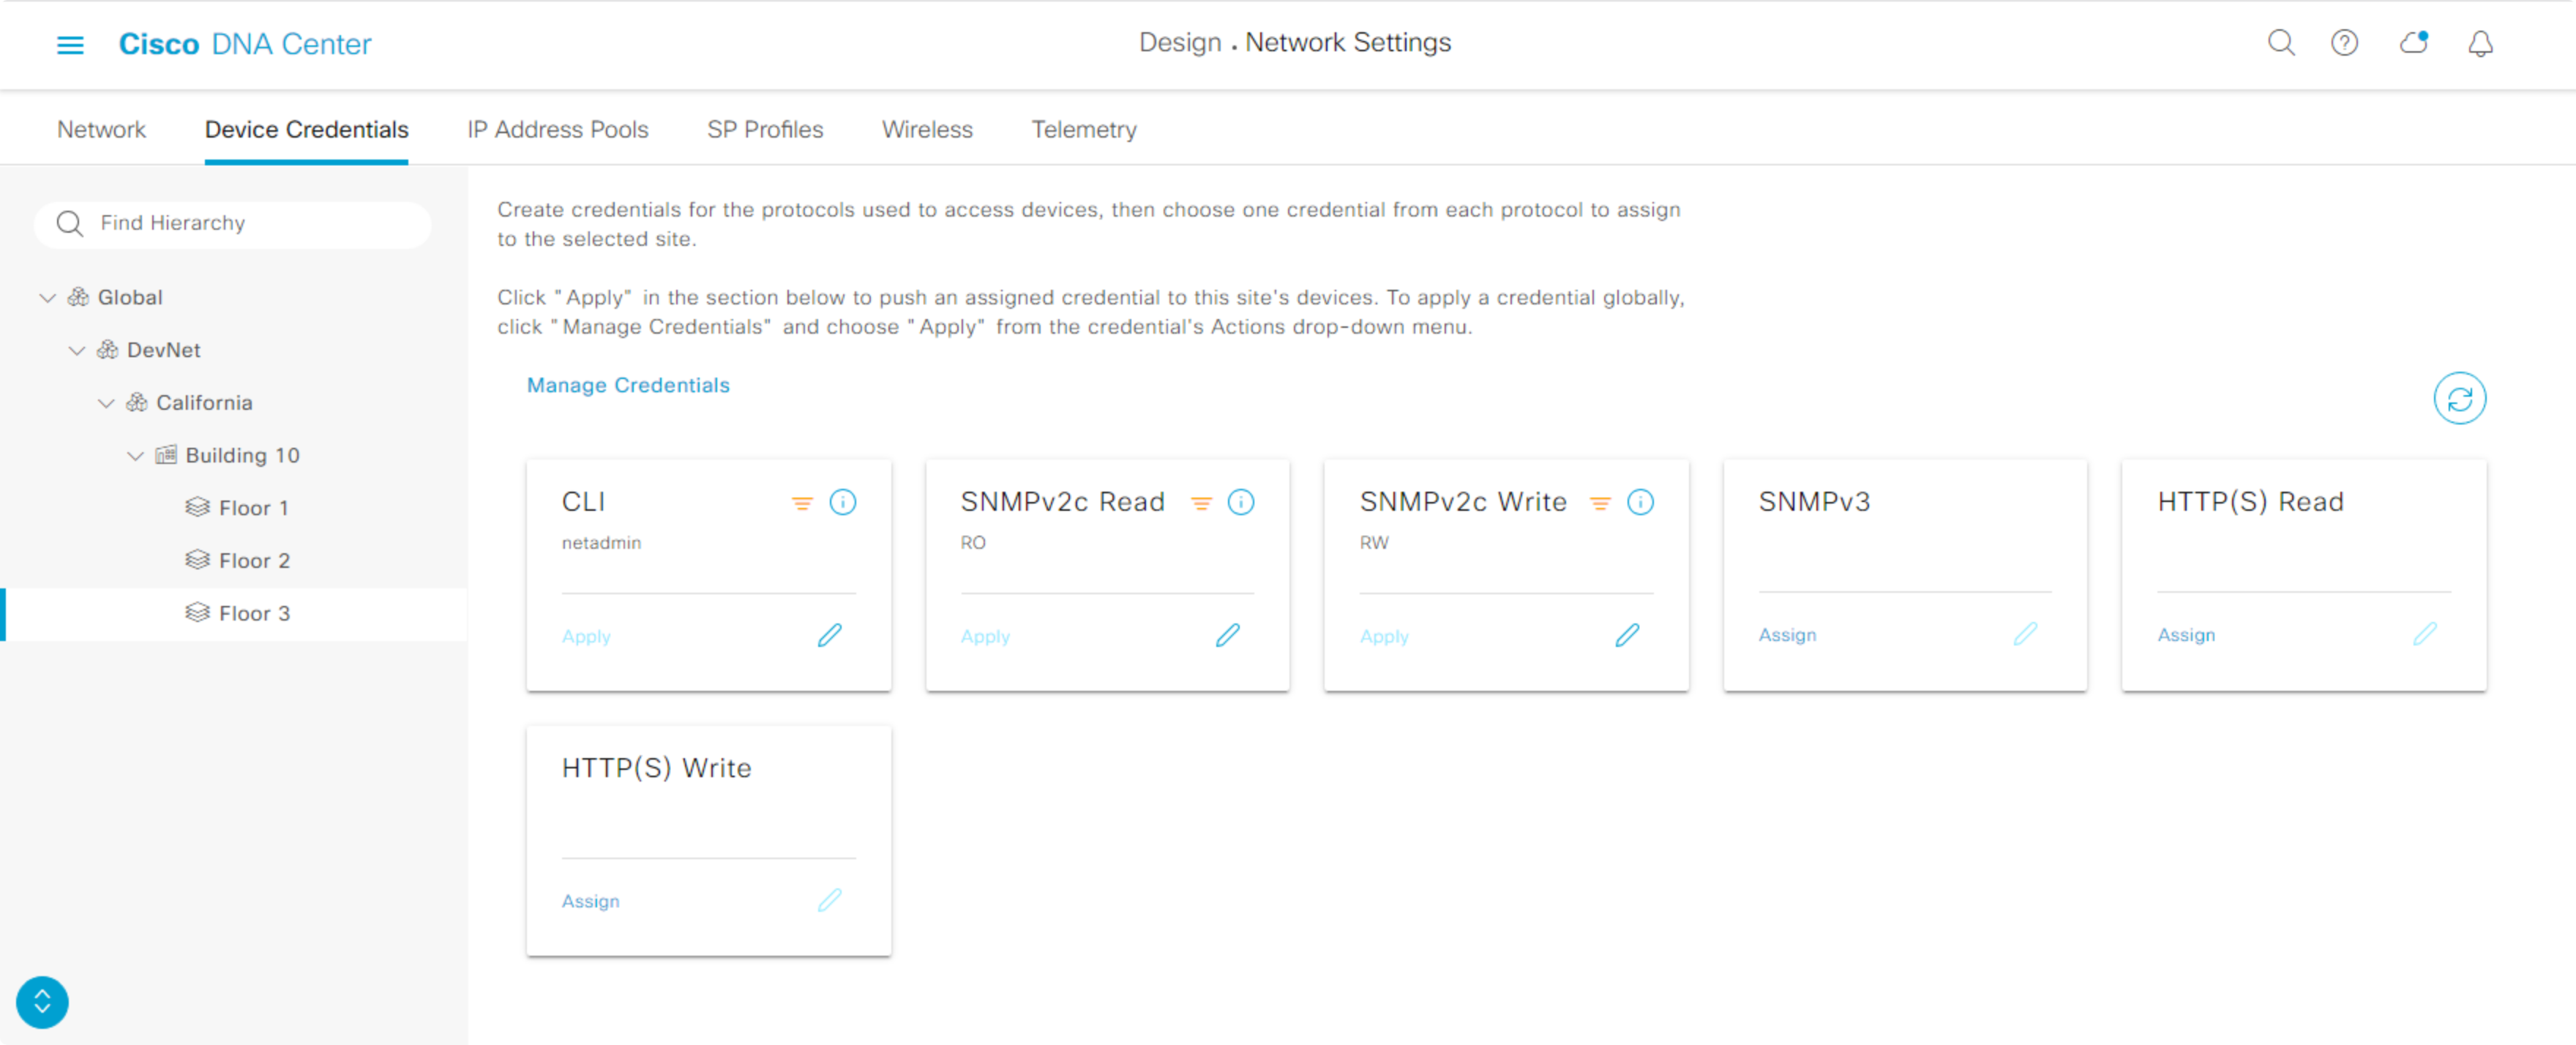 Cisco DNA Center
Design . Network Settings
Network
Device Credentials
IP Address Pools
SP Profiles
Wireless
Telemetry
Find Hierarchy
Global
DevNet
California
Building 10
Floor 1
Floor 2
Floor 3
Create credentials for the protocols used to access devices, then choose one credential from each protocol to assign
to the selected site.
Click "Apply" in the section below to push an assigned credential to this site's devices. To apply a credential globally,
click "Manage Credentials" and choose "Apply" from the credential's Actions drop-down menu.
Manage Credentials
CLI
netadmin
Apply
SNMPv2c Read
RO
Apply
SNMPv2c Write
RW
Apply
SNMPv3
Assign
HTTP(S) Read
Assign
HTTP(S) Write
Assign